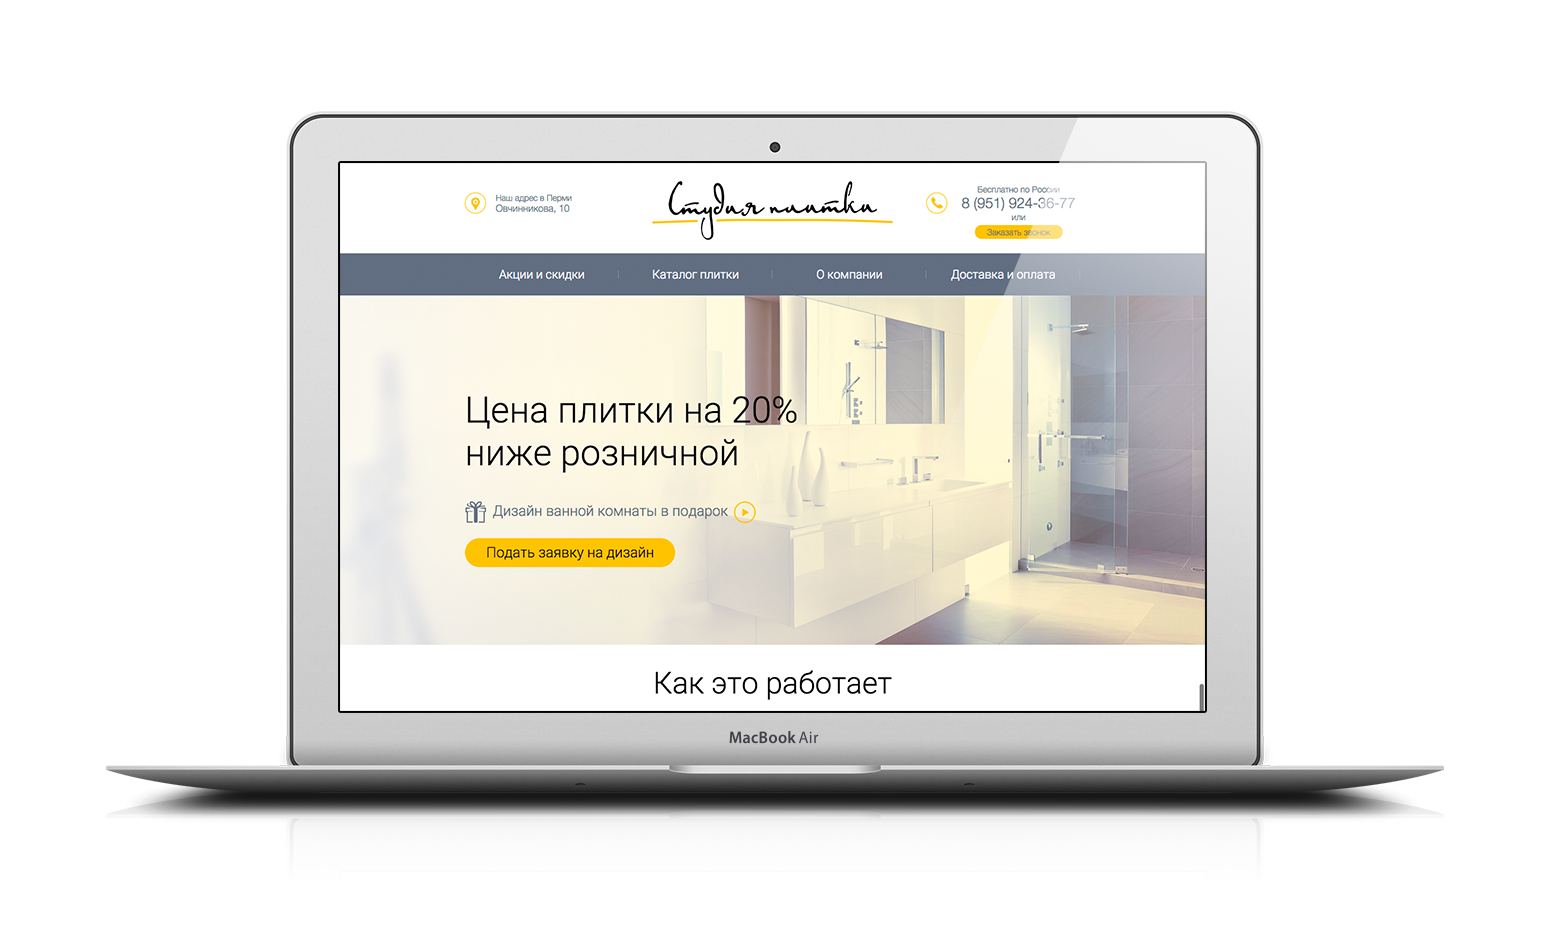 Наш адрес в Перми
Овчинникова, 10
Студия плитки
Бесплатно по России
8 (951) 924-36-77
или
Заказать звонок
Акции и скидки
Каталог плитки
О компании
Доставка и оплата
Цена плитки на 20%
ниже розничной
Дизайн ванной комнаты в подарок
Подать заявку на дизайн
Как это работает
MacBook Air